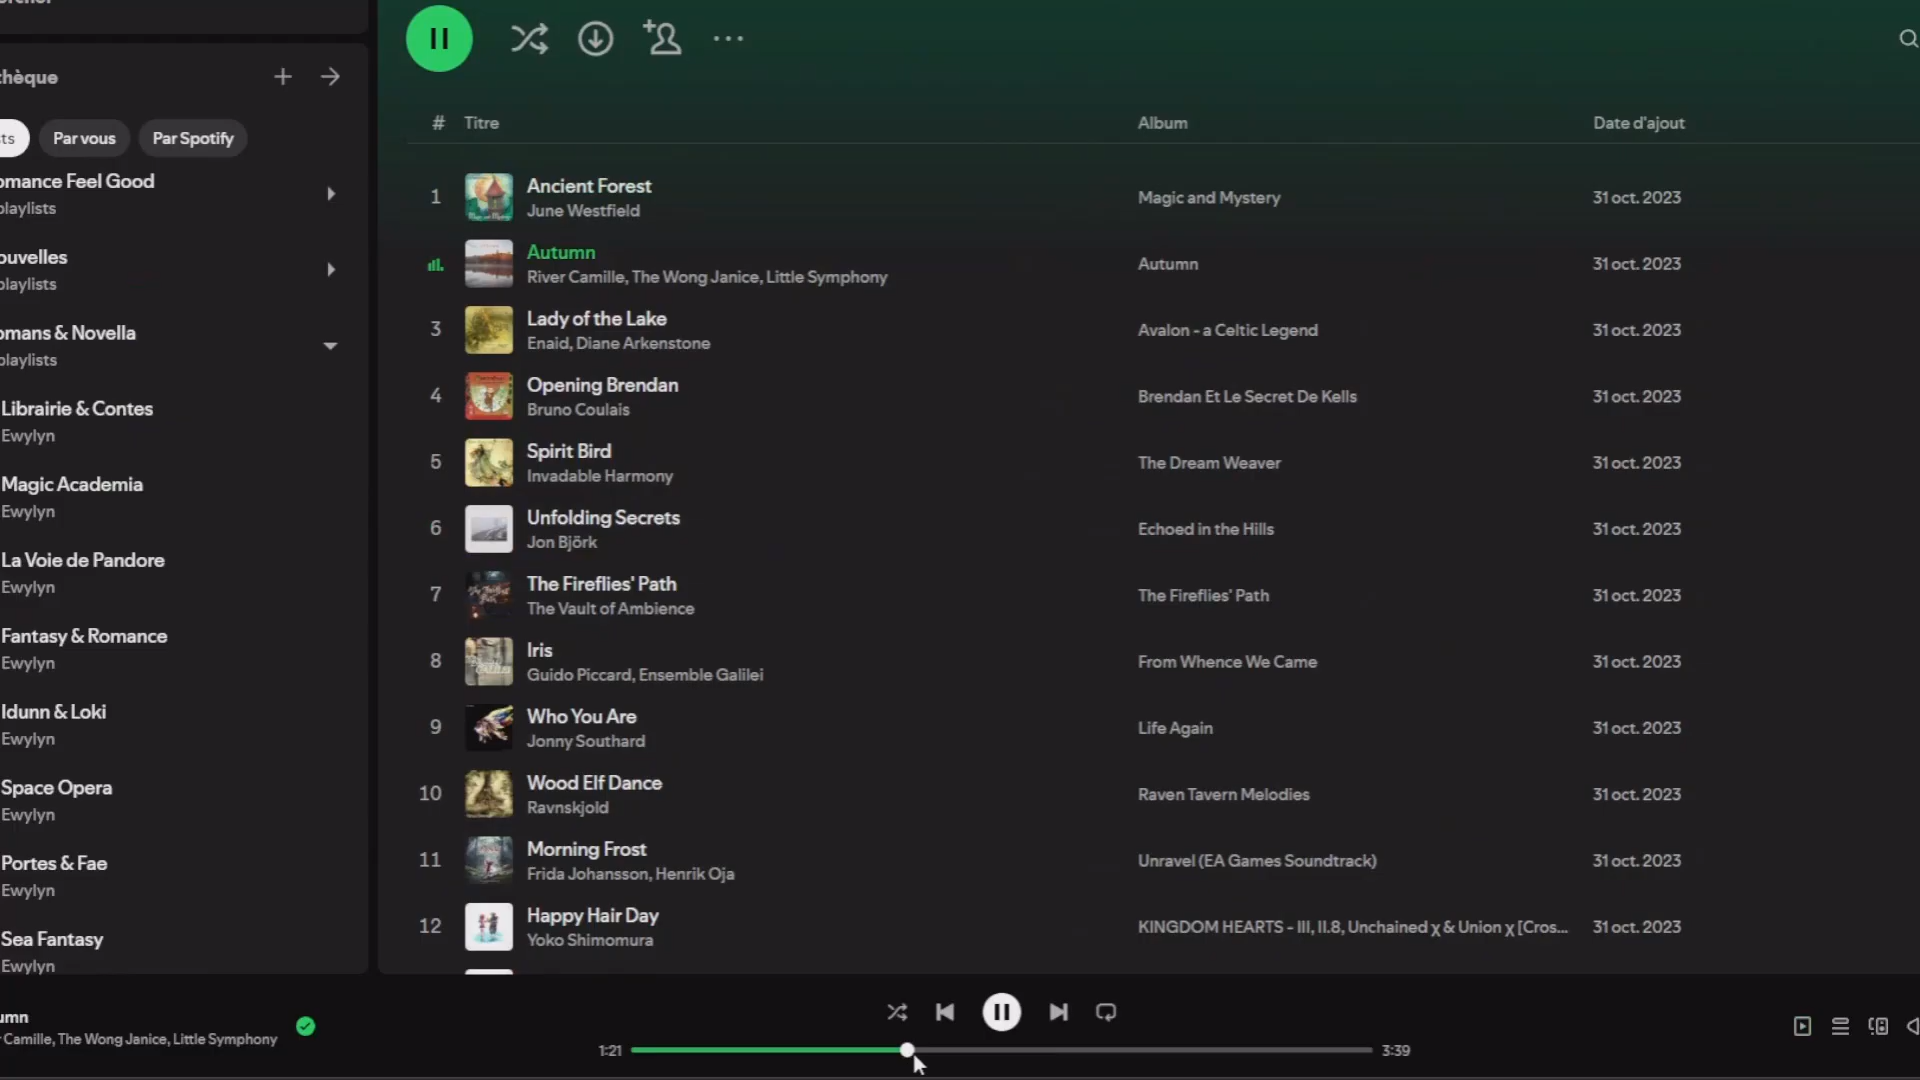 thèque
ts
Par vous
Par Spotify
omance Feel Good
playlists
ouvelles
playlists
omans & Novella
playlists
Librairie & Contes
Ewylyn
Magic Academia
Ewylyn
La Voie de Pandore
Ewylyn
Fantasy & Romance
Ewylyn
Idunn & Loki
Ewylyn
Space Opera
Ewylyn
Portes & Fae
Ewylyn
Sea Fantasy
Ewylyn
# Titre Album Date d'ajout
1 Ancient Forest Magic and Mystery 31 oct. 2023
June Westfield
Autumn Autumn 31 oct. 2023
River Camille, The Wong Janice, Little Symphony
3 Lady of the Lake Avalon - a Celtic Legend 31 oct. 2023
Enaid, Diane Arkenstone
4 Opening Brendan Brendan Et Le Secret De Kells 31 oct. 2023
Bruno Coulais
5 Spirit Bird The Dream Weaver 31 oct. 2023
Invadable Harmony
6 Unfolding Secrets Echoed in the Hills 31 oct. 2023
Jon Björk
7 The Fireflies' Path The Fireflies' Path 31 oct. 2023
The Vault of Ambience
8 Iris From Whence We Came 31 oct. 2023
Guido Piccard, Ensemble Galilei
9 Who You Are Life Again 31 oct. 2023
Jonny Southard
10 Wood Elf Dance Raven Tavern Melodies 31 oct. 2023
Ravnskjold
11 Morning Frost Unravel (EA Games Soundtrack) 31 oct. 2023
Frida Johansson, Henrik Oja
12 Happy Hair Day KINGDOM HEARTS - III, II.8, Unchained χ & Union χ [Cros... 31 oct. 2023
Yoko Shimomura
umn
Camille, The Wong Janice, Little Symphony
1:21 3:39